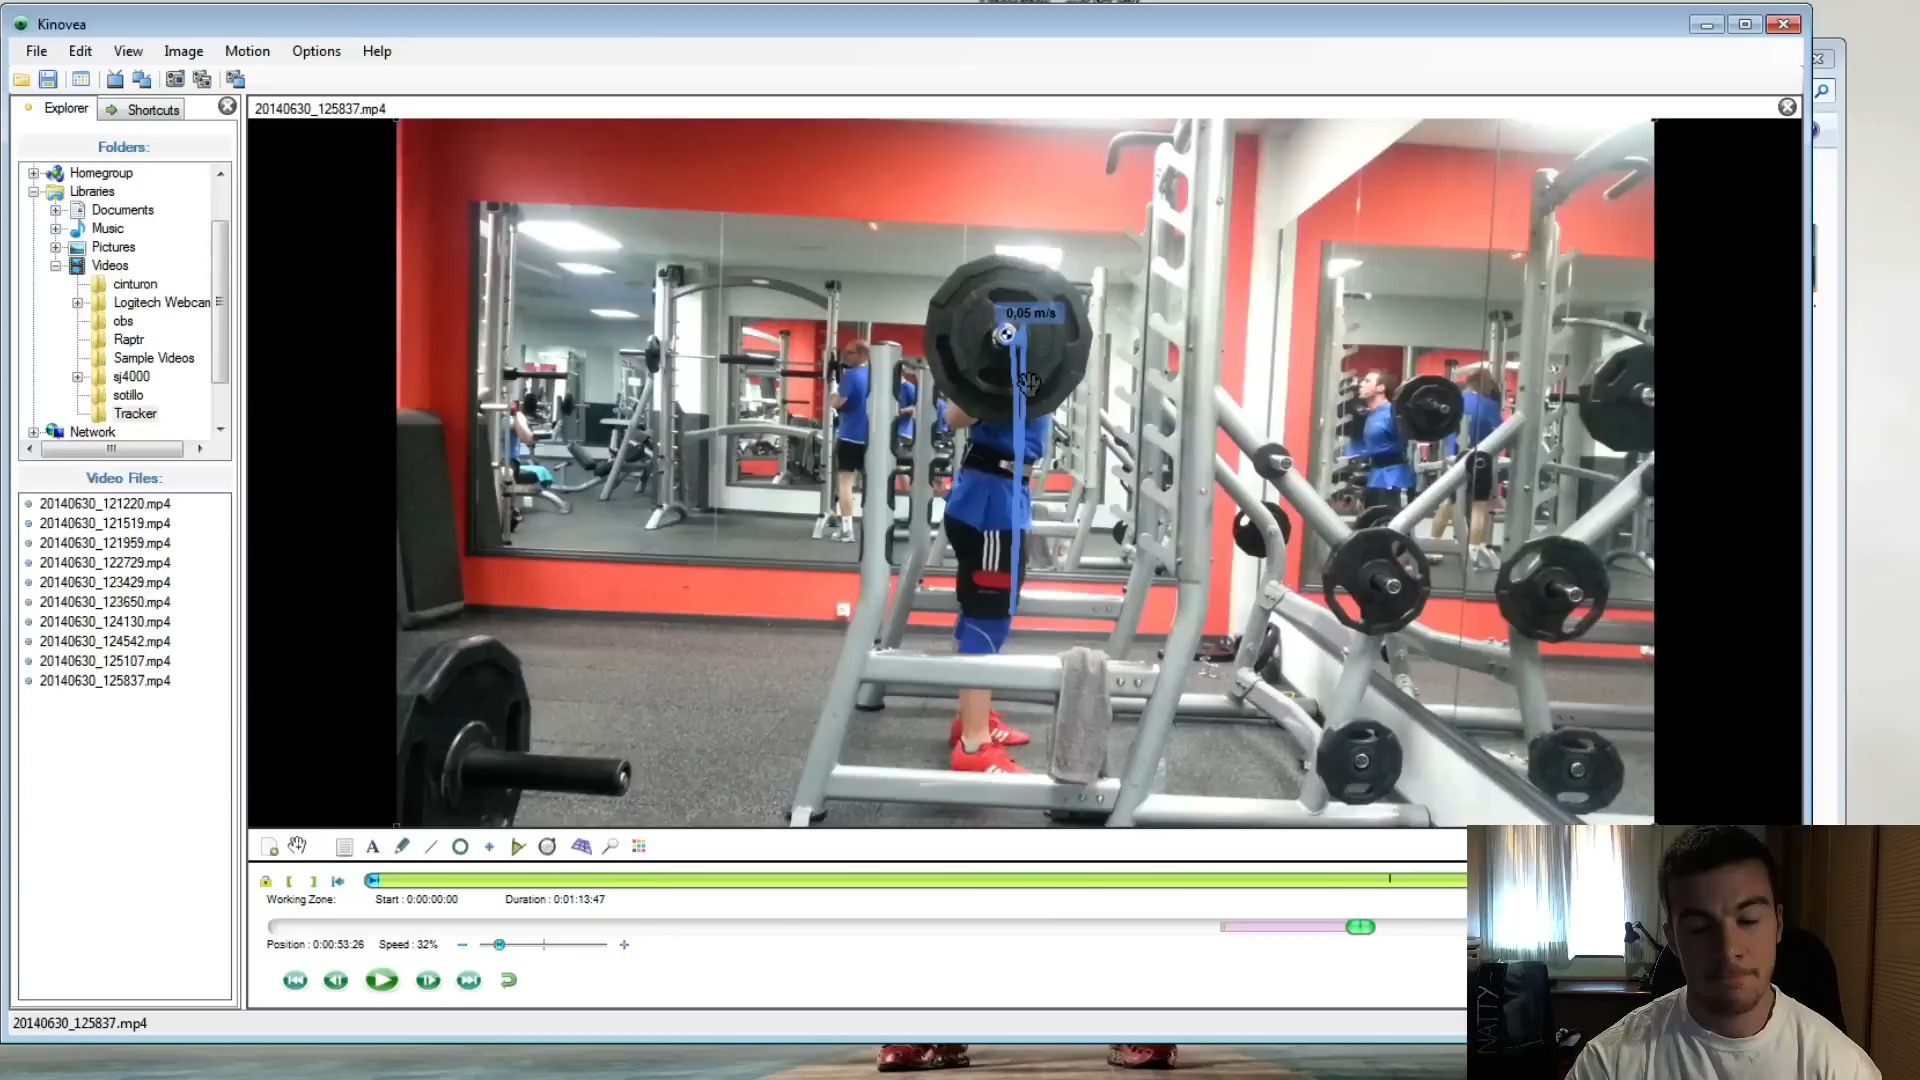 Kinovea
File Edit View Image Motion Options Help
Explorer Shortcuts
20140630_125837.mp4
Folders:
Homegroup
Libraries
Documents
Music
Pictures
Videos
cinturon
Logitech Webcam
obs
Raptr
Sample Videos
sj4000
sotillo
Tracker
Network
Video Files:
20140630_121220.mp4
20140630_121519.mp4
20140630_121959.mp4
20140630_122729.mp4
20140630_123429.mp4
20140630_123650.mp4
20140630_124130.mp4
20140630_124542.mp4
20140630_125107.mp4
20140630_125837.mp4
0,05 m/s
Working Zone: Start : 0:00:00:00 Duration : 0:01:13:47
Position : 0:00:53:26 Speed : 32%
20140630_125837.mp4
NATTY